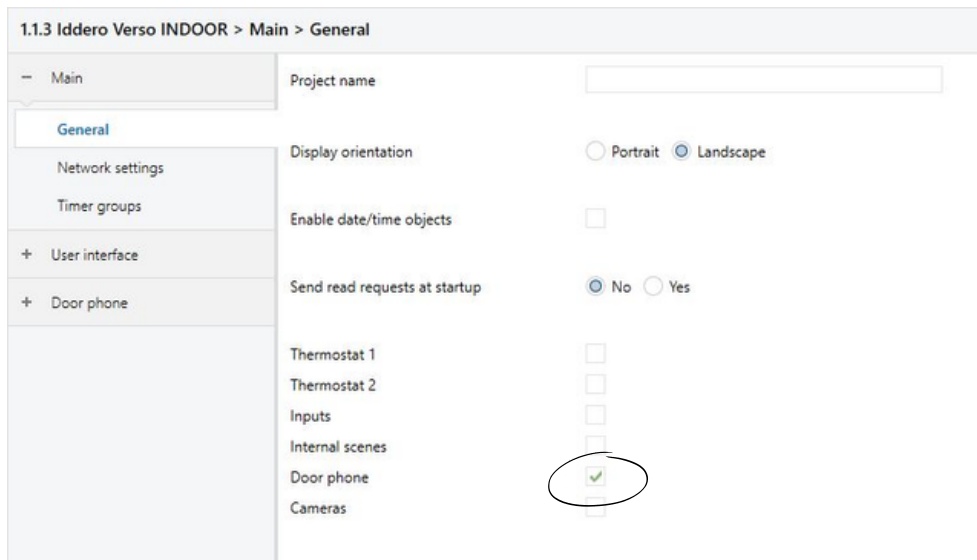 1.1.3 Iddero Verso INDOOR > Main > General
− Main
General
Network settings
Timer groups
+ User interface
+ Door phone
Project name
Display orientation Portrait Landscape
Enable date/time objects
Send read requests at startup No Yes
Thermostat 1
Thermostat 2
Inputs
Internal scenes
Door phone
Cameras